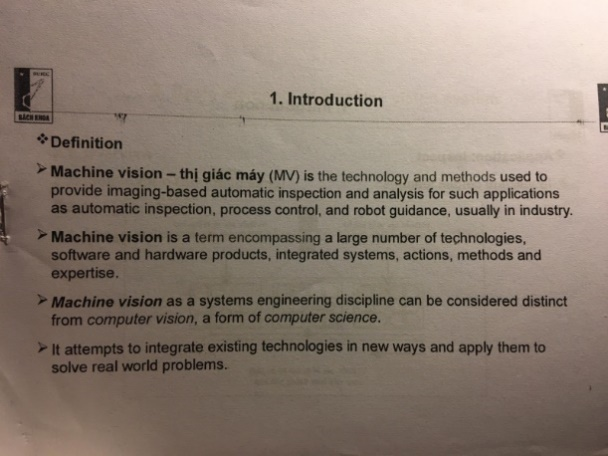 BÁCH KHOA
1. Introduction
❖ Definition
➢ Machine vision – thị giác máy (MV) is the technology and methods used to
provide imaging-based automatic inspection and analysis for such applications
as automatic inspection, process control, and robot guidance, usually in industry.
➢ Machine vision is a term encompassing a large number of technologies,
software and hardware products, integrated systems, actions, methods and
expertise.
➢ Machine vision as a systems engineering discipline can be considered distinct
from computer vision, a form of computer science.
➢ It attempts to integrate existing technologies in new ways and apply them to
solve real world problems.